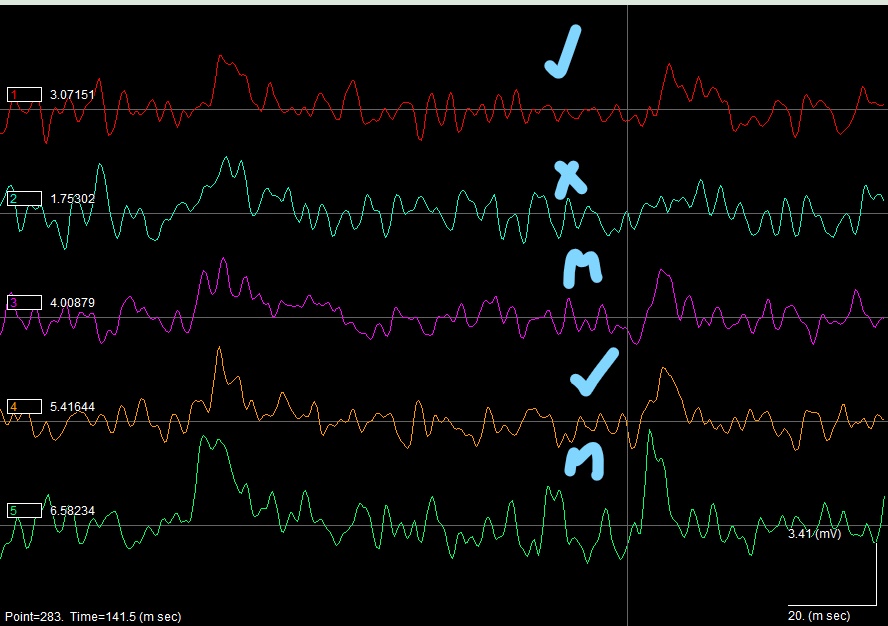 ✓
1 3.07151
x
2 1.75302
m
3 4.00879
✓
4 5.41644
m
5 6.58234
3.41 (mV)
Point=283. Time=141.5 (m sec)
20. (m sec)